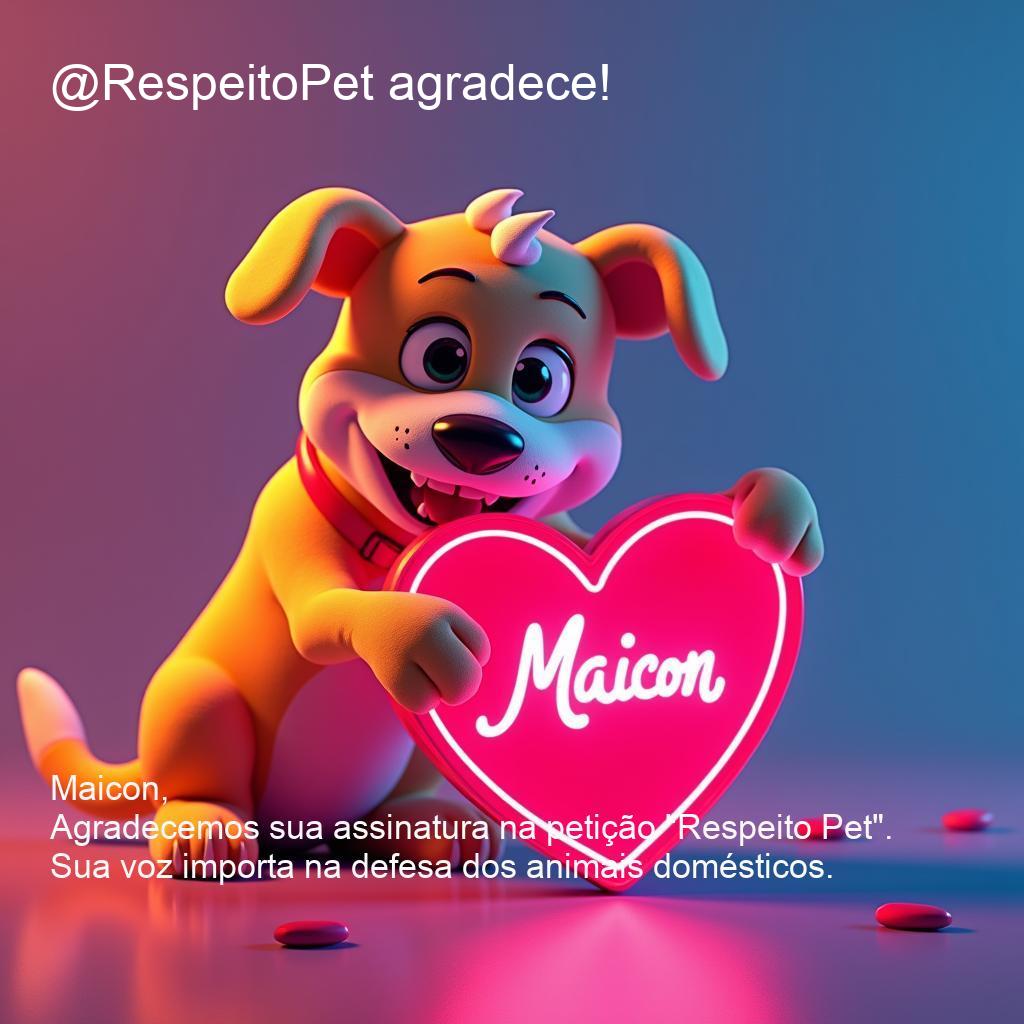 @RespeitoPet agradece!
Maicon
Maicon,
Agradecemos sua assinatura na petição "Respeito Pet".
Sua voz importa na defesa dos animais domésticos.